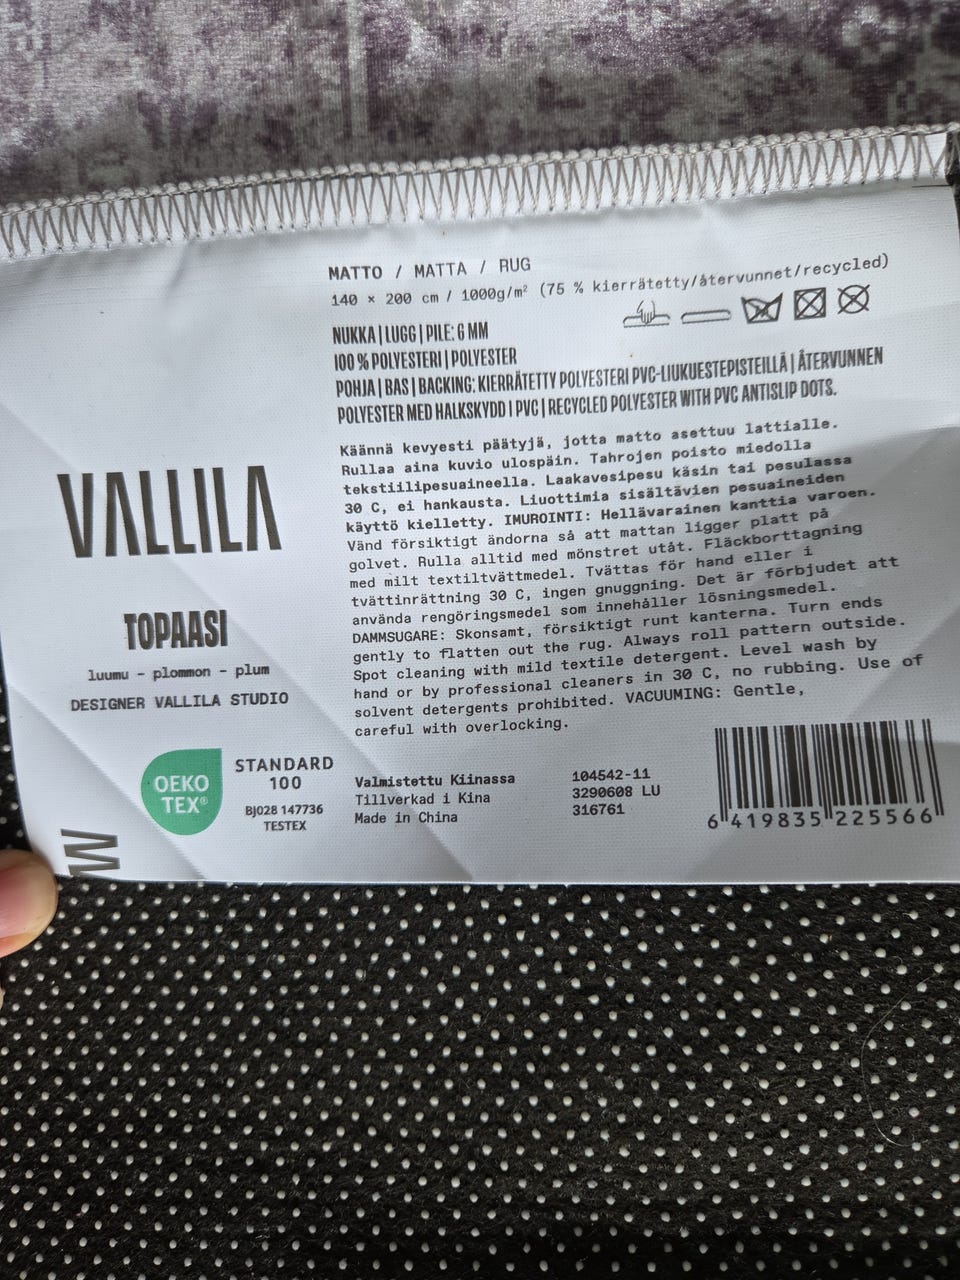 MATTO / MATTA / RUG
140 × 200 cm / 1000g/m² (75 % kierrätetty/återvunnet/recycled)
NUKKA | LUGG | PILE: 6 MM
100 % POLYESTERI | POLYESTER
POHJA | BAS | BACKING: KIERRÄTETTY POLYESTERI PVC-LIUKUESTEPISTEILLÄ | ÅTERVUNNEN
POLYESTER MED HALKSKYDD I PVC | RECYCLED POLYESTER WITH PVC ANTISLIP DOTS.
Käännä kevyesti päätyjä, jotta matto asettuu lattialle.
Rullaa aina kuvio ulospäin. Tahrojen poisto miedolla
tekstiilipesuaineella. Laakavesipesu käsin tai pesulassa
30 C, ei hankausta. Liuottimia sisältävien pesuaineiden
käyttö kielletty. IMUROINTI: Hellävarainen kanttia varoen.
Vänd försiktigt ändorna så att mattan ligger platt på
golvet. Rulla alltid med mönstret utåt. Fläckborttagning
med milt textiltvättmedel. Tvättas för hand eller i
tvättinrättning 30 C, ingen gnuggning. Det är förbjudet att
använda rengöringsmedel som innehåller lösningsmedel.
DAMMSUGARE: Skonsamt, försiktigt runt kanterna. Turn ends
gently to flatten out the rug. Always roll pattern outside.
Spot cleaning with mild textile detergent. Level wash by
hand or by professional cleaners in 30 C, no rubbing. Use of
solvent detergents prohibited. VACUUMING: Gentle,
careful with overlocking.
VALLILA
TOPAASI
luumu - plommon - plum
DESIGNER VALLILA STUDIO
OEKO
TEX®
STANDARD
100
BJ028 147736
TESTEX
Valmistettu Kiinassa
Tillverkad i Kina
Made in China
104542-11
3290608 LU
316761
6 419835 225566
M